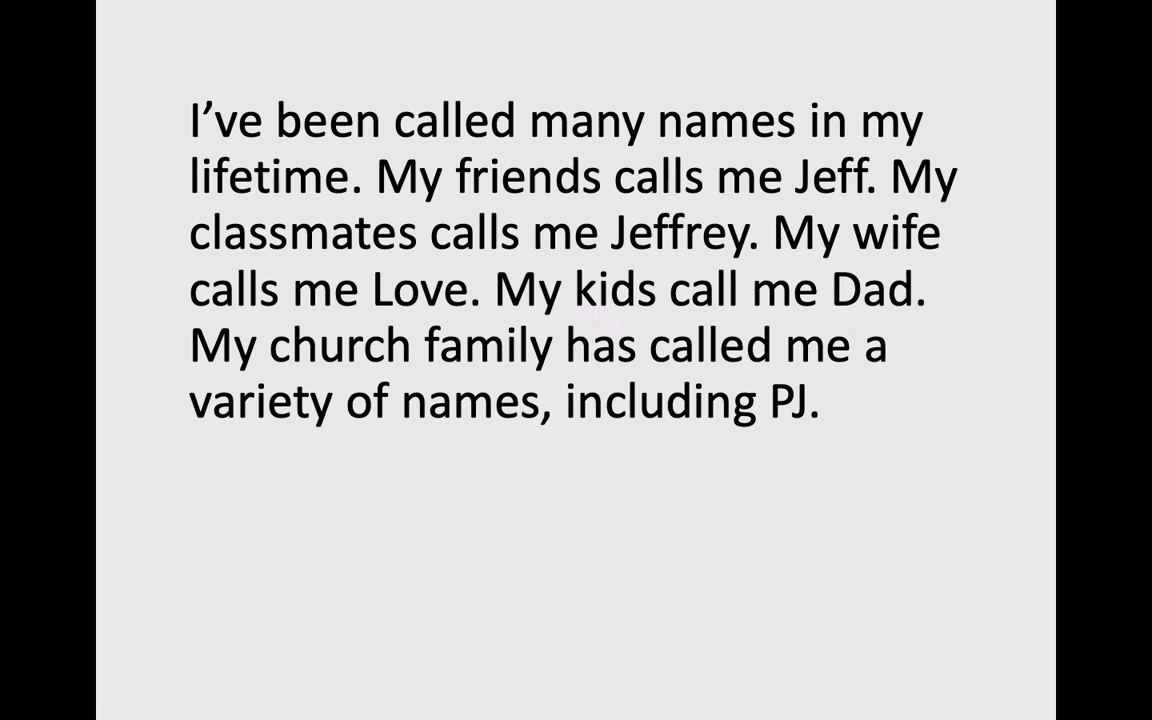 I’ve been called many names in my
lifetime. My friends calls me Jeff. My
classmates calls me Jeffrey. My wife
calls me Love. My kids call me Dad.
My church family has called me a
variety of names, including PJ.